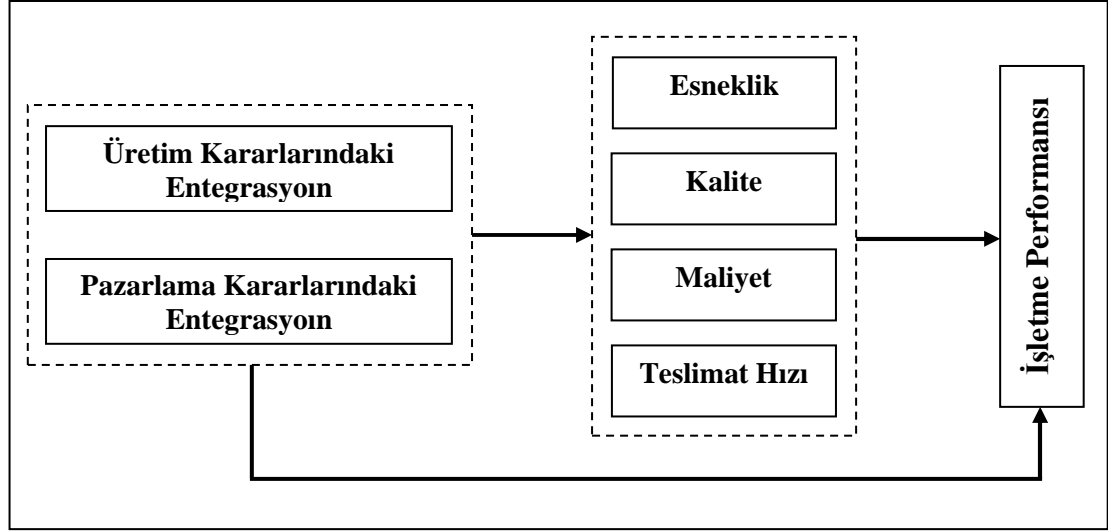 Üretim Kararlarındaki
Entegrasyoın
Pazarlama Kararlarındaki
Entegrasyoın
Esneklik
Kalite
Maliyet
Teslimat Hızı
İşletme Performansı